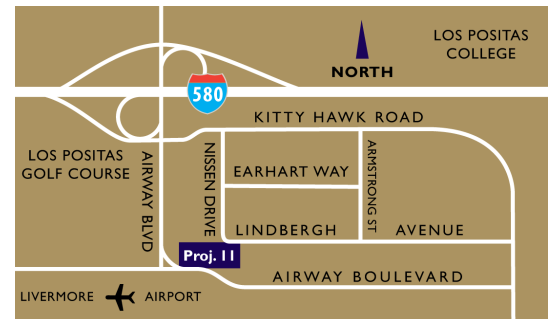 LOS POSITAS
COLLEGE
NORTH
580
KITTY HAWK ROAD
LOS POSITAS
GOLF COURSE
AIRWAY BLVD
NISSEN DRIVE
EARHART WAY
ARMSTRONG ST
LINDBERGH AVENUE
Proj. 11
AIRWAY BOULEVARD
LIVERMORE AIRPORT